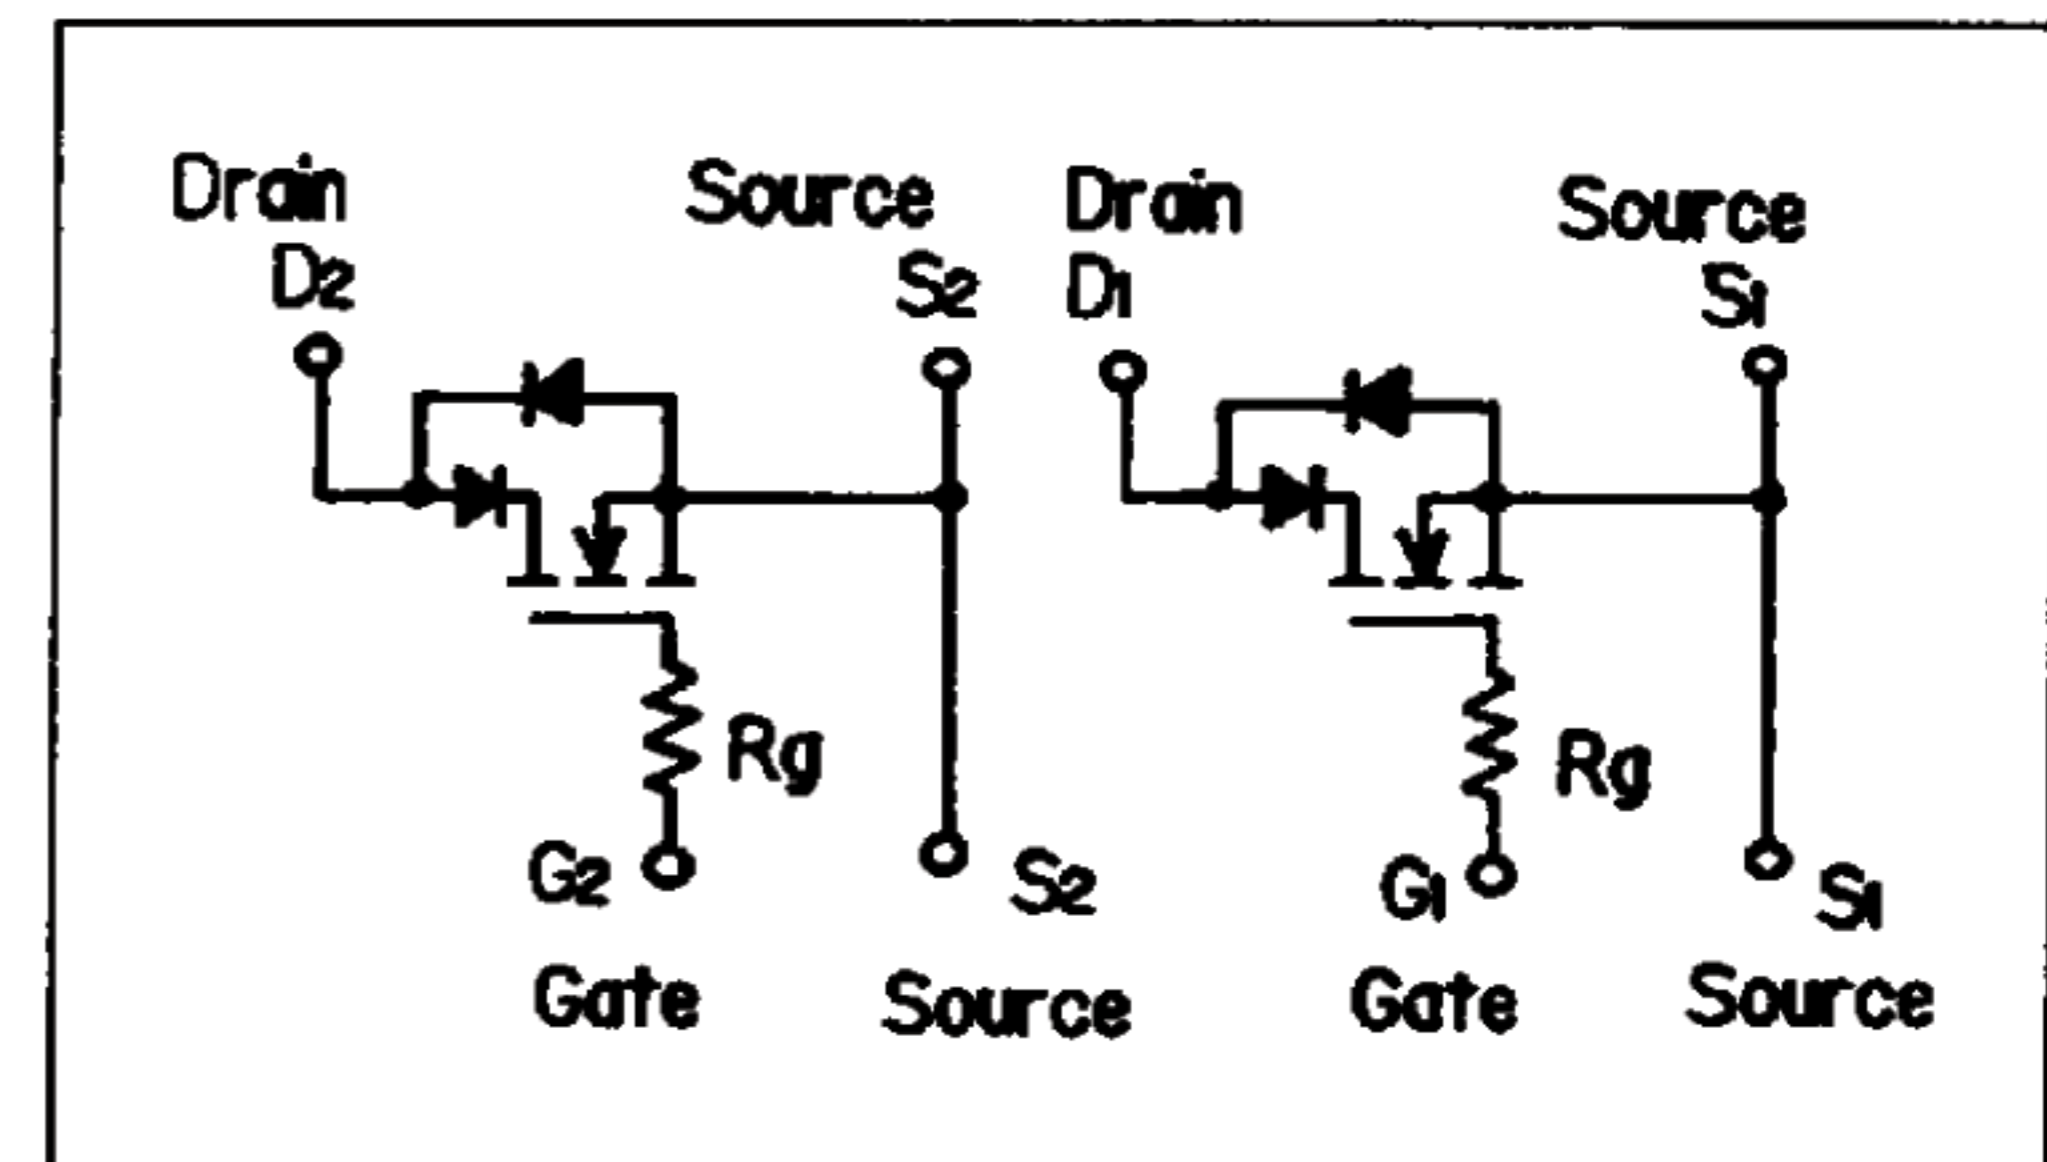 Drain Source Drain Source
D2 S2 D1 S1
Rg Rg
G2 S2 G1 S1
Gate Source Gate Source